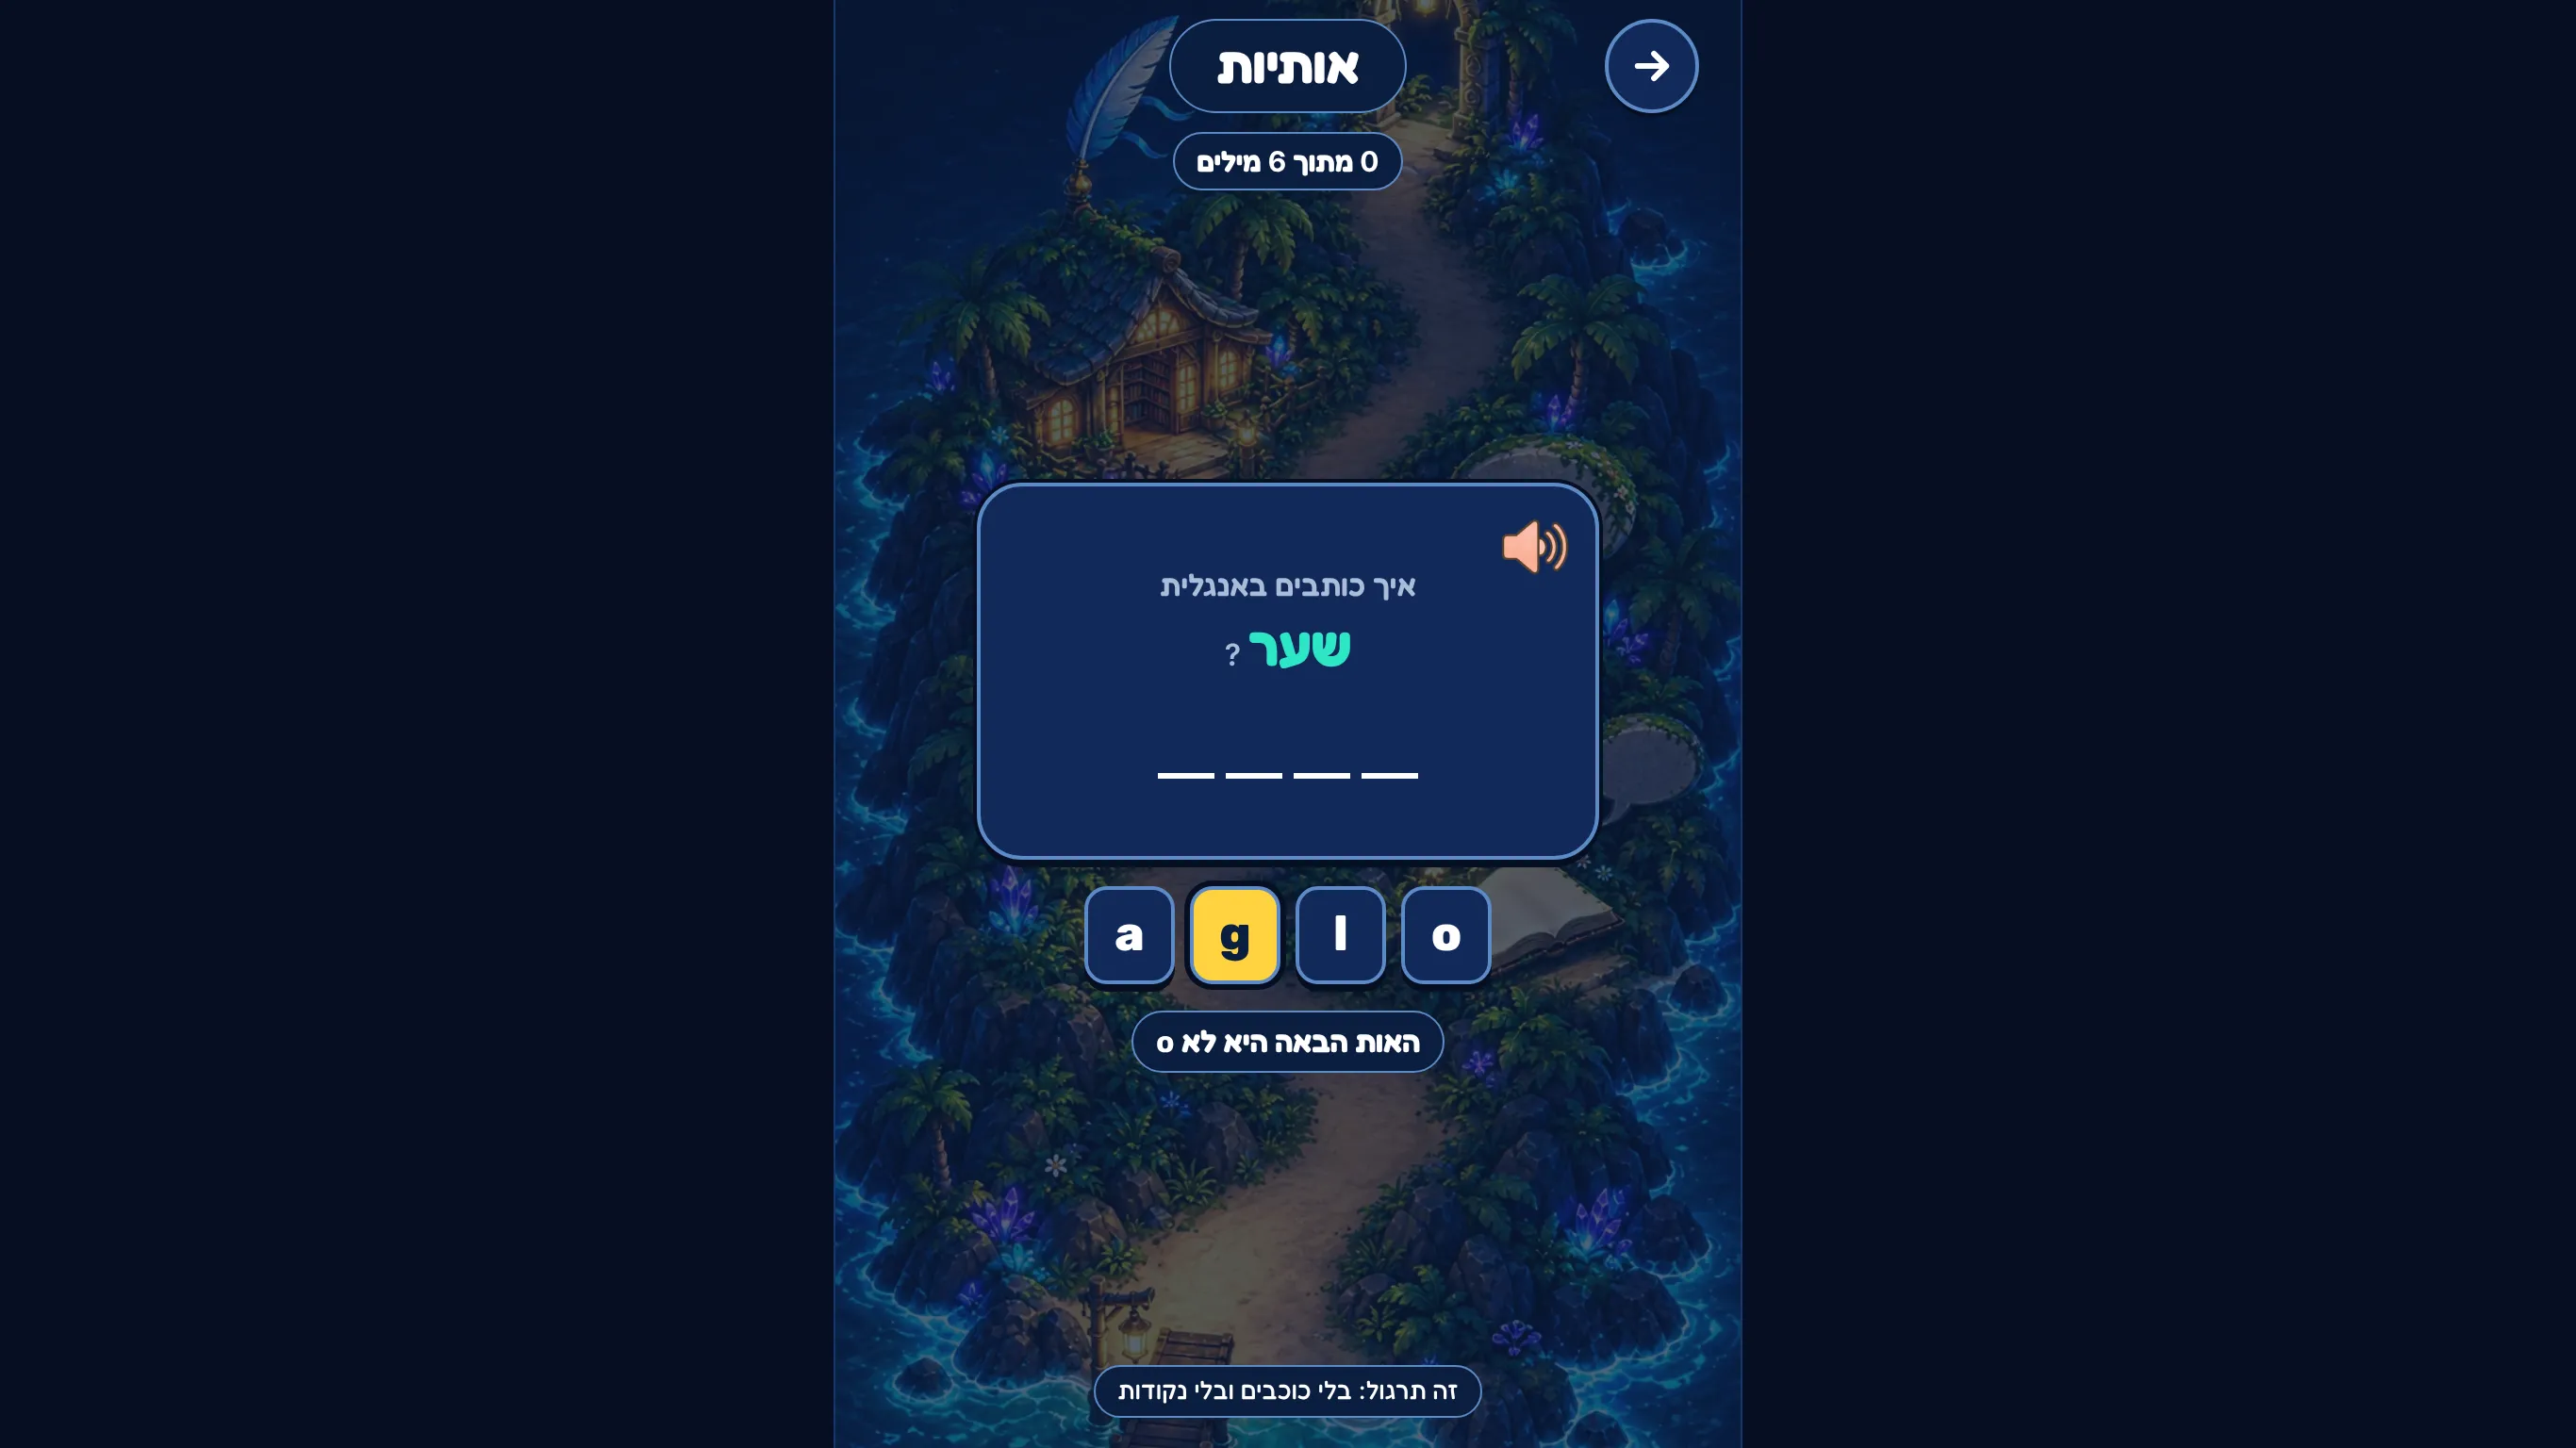 אותיות
0 מתוך 6 מילים
איך כותבים באנגלית
שער ?
a g l o
האות הבאה היא לא o
זה תרגול: בלי כוכבים ובלי נקודות